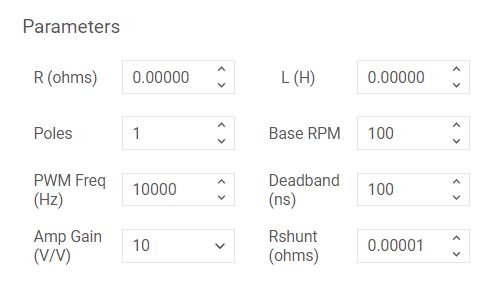 Parameters
R (ohms) 0.00000 L (H) 0.00000
Poles 1 Base RPM 100
PWM Freq (Hz) 10000 Deadband (ns) 100
Amp Gain (V/V) 10 Rshunt (ohms) 0.00001